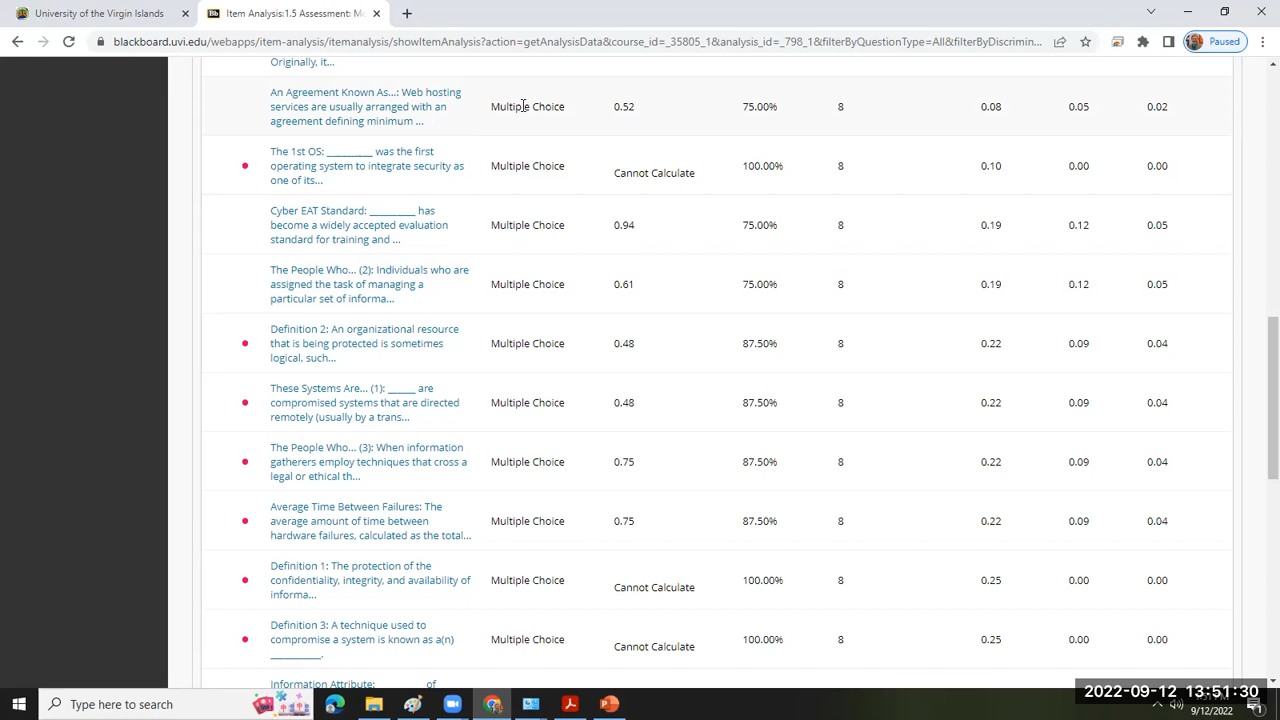 University of the Virgin Islands
Item Analysis:1.5 Assessment: M
blackboard.uvi.edu/webapps/item-analysis/itemanalysis/showItemAnalysis?async=getAnalysisData&course_id=_35805_1&analysis_id=_798_1&filterByQuestionType=All&filterByDiscrimin...
Paused
Originally, it...
An Agreement Known As...: Web hosting
services are usually arranged with an
agreement defining minimum ...
Multiple Choice 0.52 75.00% 8 0.08 0.05 0.02
The 1st OS: __________ was the first
operating system to integrate security as
one of its...
Multiple Choice Cannot Calculate 100.00% 8 0.10 0.00 0.00
Cyber EAT Standard: __________ has
become a widely accepted evaluation
standard for training and ...
Multiple Choice 0.94 75.00% 8 0.19 0.12 0.05
The People Who... (2): Individuals who are
assigned the task of managing a
particular set of informa...
Multiple Choice 0.61 75.00% 8 0.19 0.12 0.05
Definition 2: An organizational resource
that is being protected is sometimes
logical, such...
Multiple Choice 0.48 87.50% 8 0.22 0.09 0.04
These Systems Are... (1): ______ are
compromised systems that are directed
remotely (usually by a trans...
Multiple Choice 0.48 87.50% 8 0.22 0.09 0.04
The People Who... (3): When information
gatherers employ techniques that cross a
legal or ethical th...
Multiple Choice 0.75 87.50% 8 0.22 0.09 0.04
Average Time Between Failures: The
average amount of time between
hardware failures, calculated as the total...
Multiple Choice 0.75 87.50% 8 0.22 0.09 0.04
Definition 1: The protection of the
confidentiality, integrity, and availability of
informa...
Multiple Choice Cannot Calculate 100.00% 8 0.25 0.00 0.00
Definition 3: A technique used to
compromise a system is known as a(n)
___________.
Multiple Choice Cannot Calculate 100.00% 8 0.25 0.00 0.00
Information Attribute: of
Type here to search
2022-09-12 13:51:30
9/12/2022